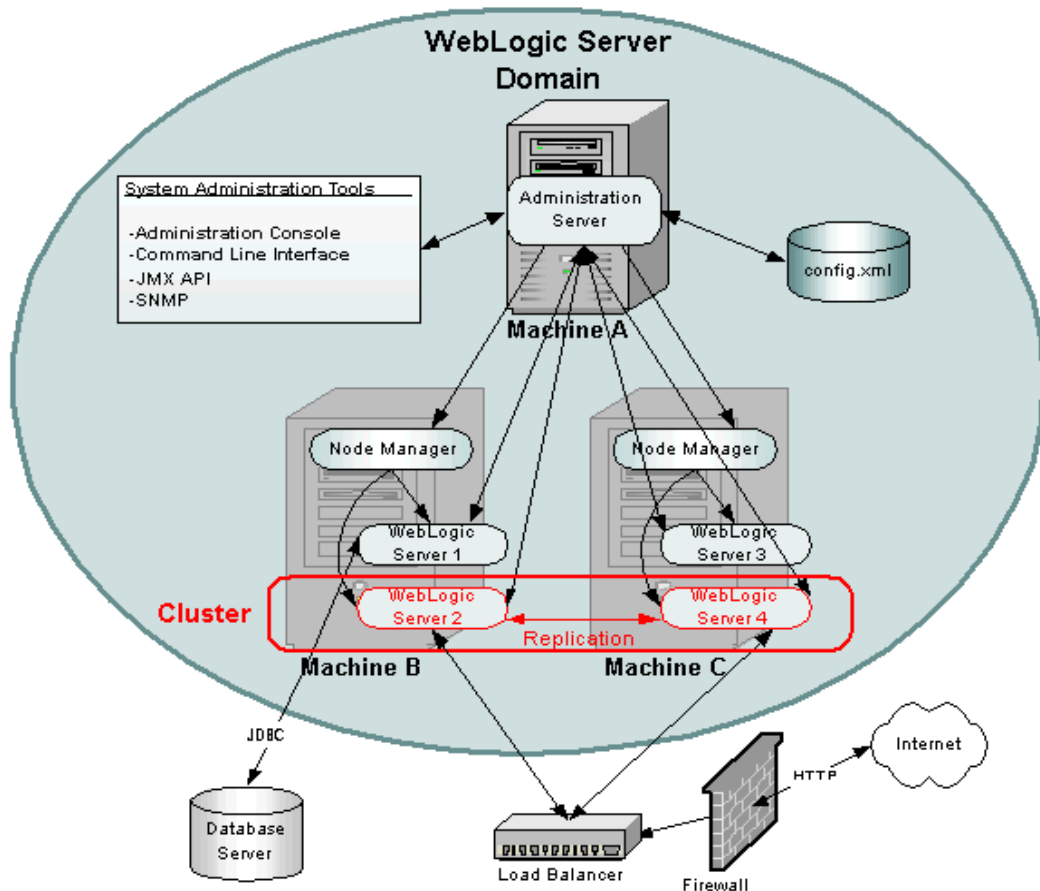 WebLogic Server
Domain
System Administration Tools
-Administration Console
-Command Line Interface
-JMX API
-SNMP
Administration
Server
config.xml
Machine A
Node Manager
Node Manager
WebLogic
Server 1
WebLogic
Server 3
Cluster
WebLogic
Server 2
WebLogic
Server 4
Replication
Machine B
Machine C
JDBC
Internet
HTTP
Database
Server
Load Balancer
Firewall